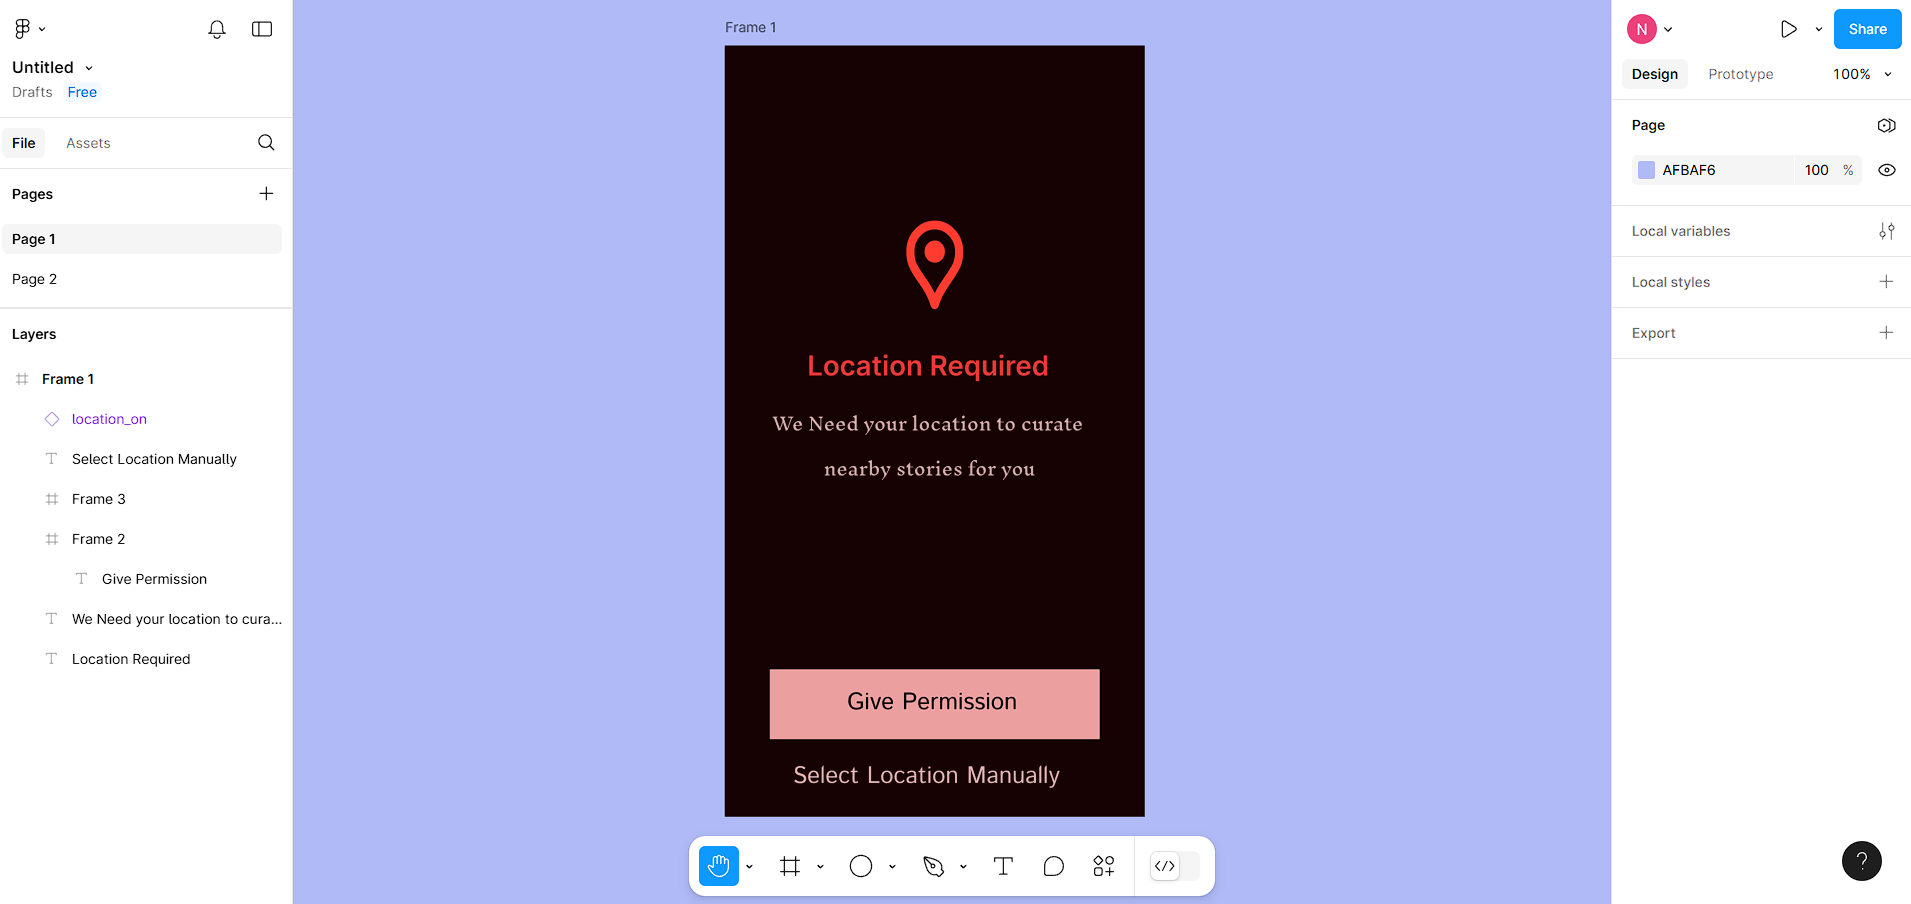 Untitled
Drafts Free
File Assets
Pages
Page 1
Page 2
Layers
Frame 1
location_on
Select Location Manually
Frame 3
Frame 2
Give Permission
We Need your location to cura...
Location Required
Frame 1
Location Required
We Need your location to curate
nearby stories for you
Give Permission
Select Location Manually
N
Share
Design Prototype 100%
Page
AFBAF6 100 %
Local variables
Local styles
Export
?